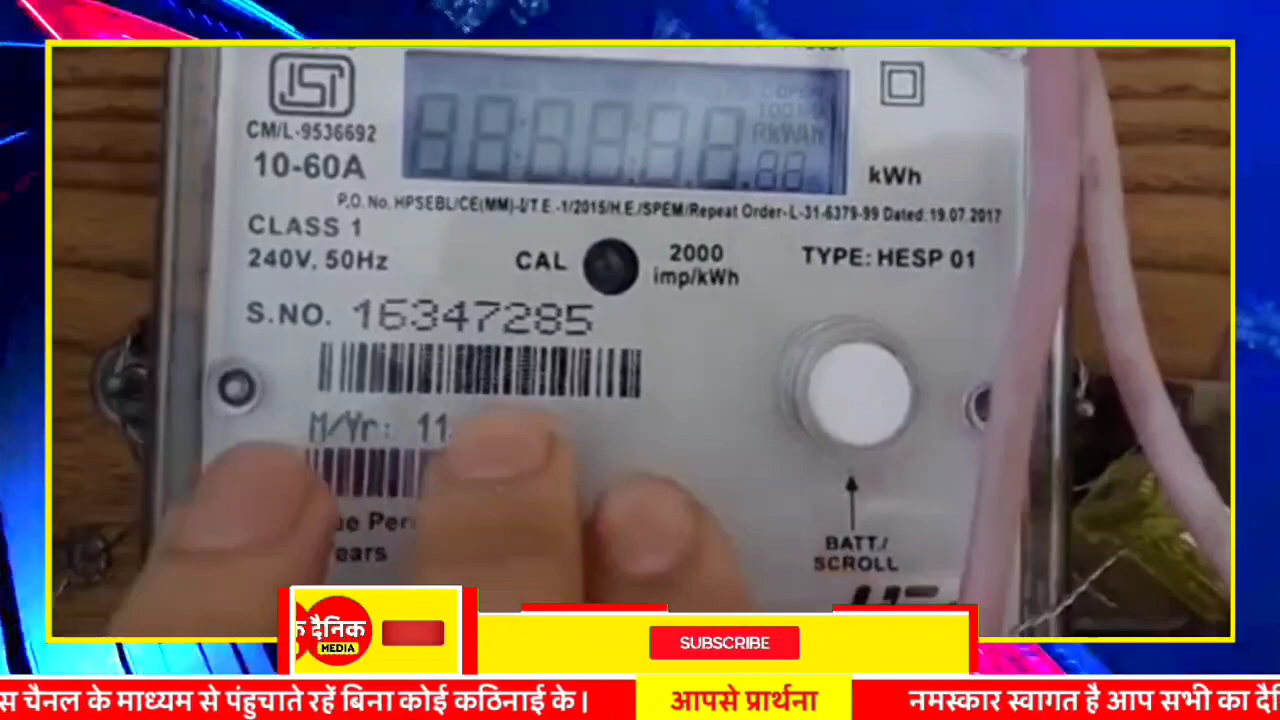 ISI
CM/L-9536692
10-60A
kWh
P.O. No. HPSEBL/CE(MM)-I/T.E.-1/2015/H.E./SPEM/Repeat Order-L-31-6379-99 Dated:19.07.2017
CLASS 1
240V, 50Hz
CAL
2000
imp/kWh
TYPE: HESP 01
S.NO. 16347285
M/Yr: 11
BATT./
SCROLL
दैनिक
MEDIA
SUBSCRIBE
चैनल के माध्यम से पंहुचाते रहें बिना कोई कठिनाई के।
आपसे प्रार्थना
नमस्कार स्वागत है आप सभी का